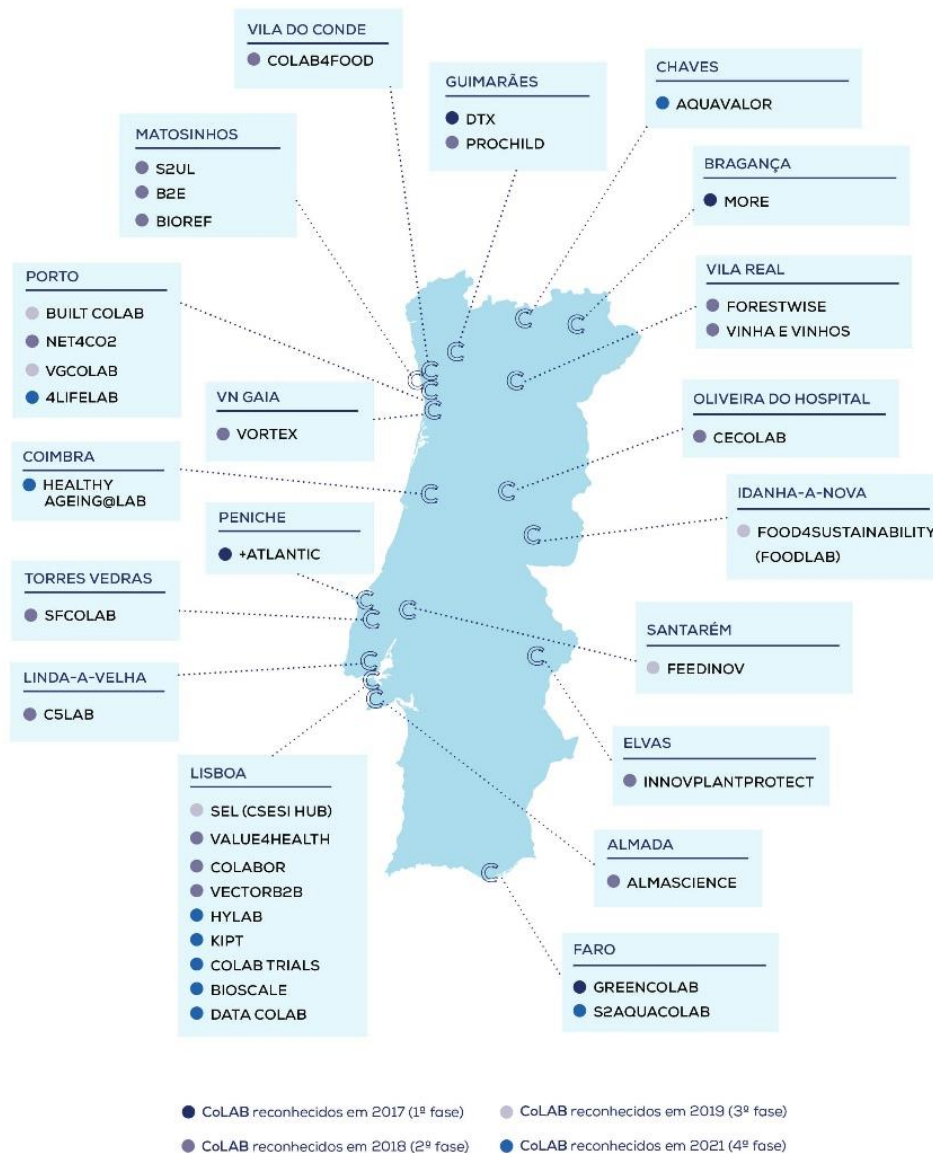 VILA DO CONDE
COLAB4FOOD
GUIMARÃES
DTX
PROCHILD
CHAVES
AQUAVALOR
MATOSINHOS
S2UL
B2E
BIOREF
BRAGANÇA
MORE
PORTO
BUILT COLAB
NET4CO2
VGCOLAB
4LIFELAB
VILA REAL
FORESTWISE
VINHA E VINHOS
VN GAIA
VORTEX
OLIVEIRA DO HOSPITAL
CECOLAB
COIMBRA
HEALTHY
AGEING@LAB
IDANHA-A-NOVA
FOOD4SUSTAINABILITY
(FOODLAB)
PENICHE
+ATLANTIC
TORRES VEDRAS
SFCOLAB
SANTARÉM
FEEDINOV
LINDA-A-VELHA
C5LAB
ELVAS
INNOVPLANTPROTECT
LISBOA
SEL (CSESI HUB)
VALUE4HEALTH
COLABOR
VECTORB2B
HYLAB
KIPT
COLAB TRIALS
BIOSCALE
DATA COLAB
ALMADA
ALMASCIENCE
FARO
GREENCOLAB
S2AQUACOLAB
CoLAB reconhecidos em 2017 (1ª fase)
CoLAB reconhecidos em 2019 (3ª fase)
CoLAB reconhecidos em 2018 (2ª fase)
CoLAB reconhecidos em 2021 (4ª fase)